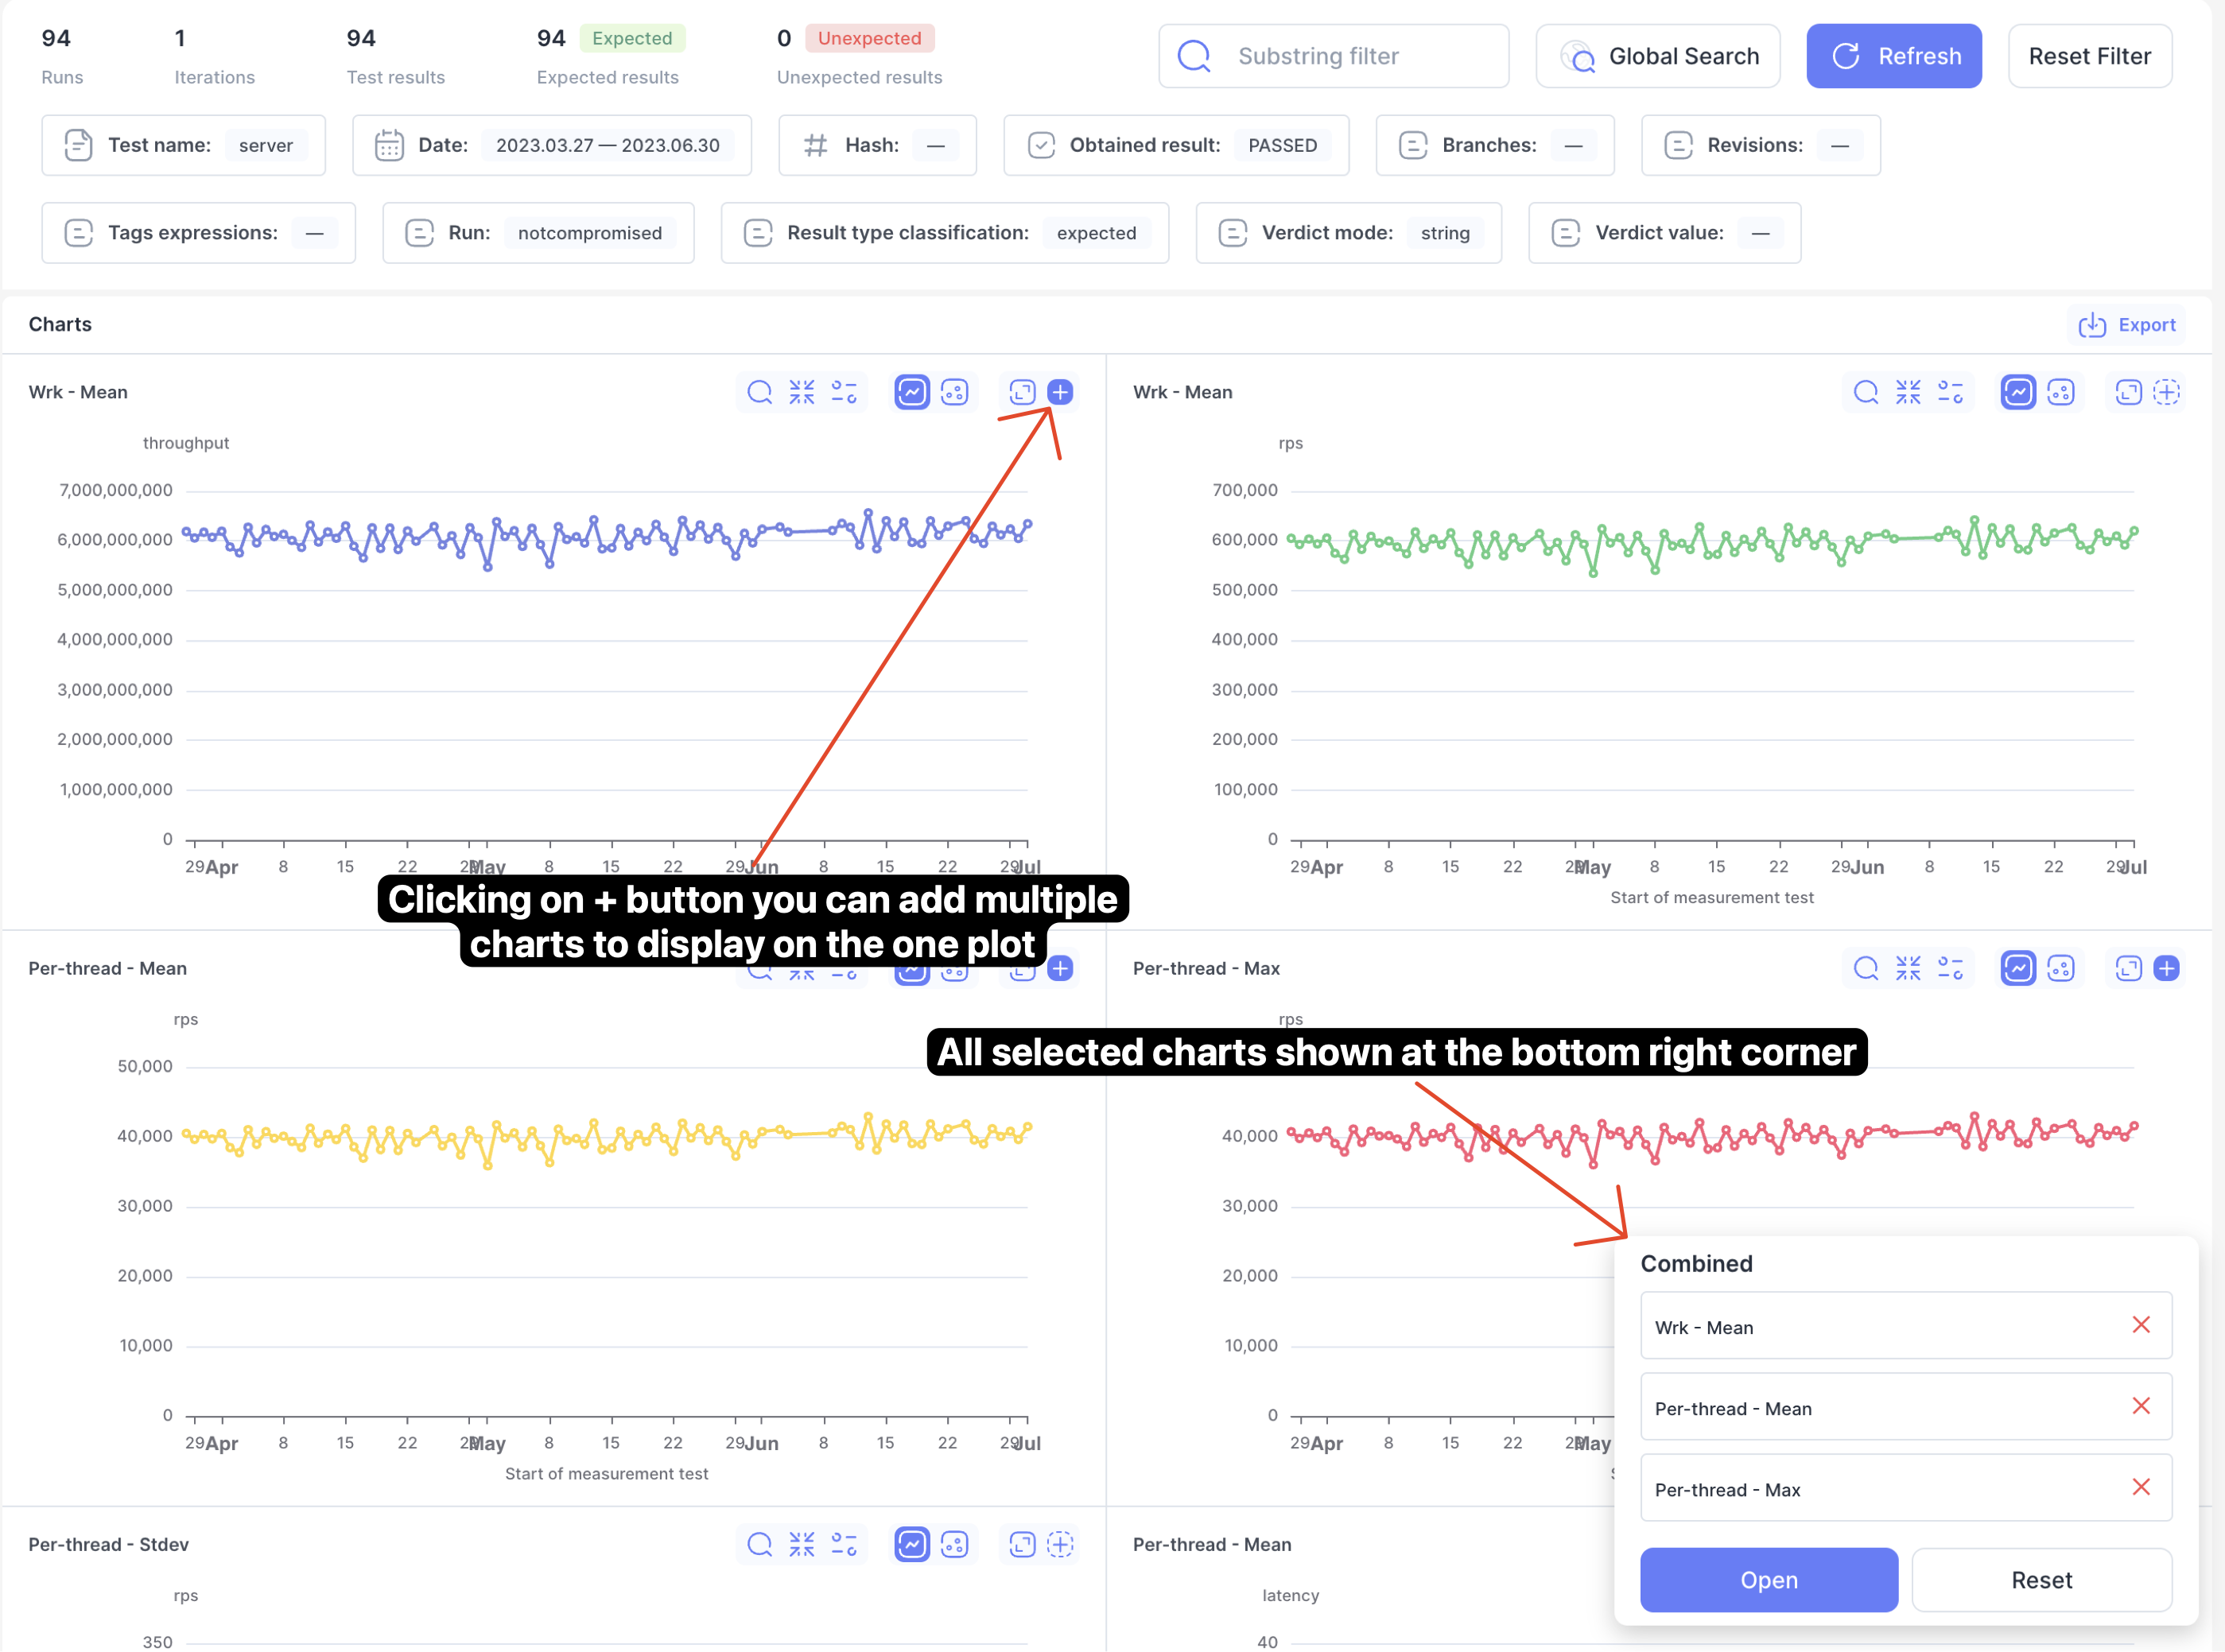 94 1 94 94 Expected 0 Unexpected
Runs Iterations Test results Expected results Unexpected results
Substring filter Global Search Refresh Reset Filter
Test name: server Date: 2023.03.27 — 2023.06.30 Hash: — Obtained result: PASSED Branches: — Revisions: —
Tags expressions: — Run: notcompromised Result type classification: expected Verdict mode: string Verdict value: —
Charts Export
Wrk - Mean
throughput
7,000,000,000
6,000,000,000
5,000,000,000
4,000,000,000
3,000,000,000
2,000,000,000
1,000,000,000
0
29 Apr 8 15 22 29 May 8 15 22 29 Jun 8 15 22 29 Jul
Wrk - Mean
rps
700,000
600,000
500,000
400,000
300,000
200,000
100,000
0
29 Apr 8 15 22 29 May 8 15 22 29 Jun 8 15 22 29 Jul
Start of measurement test
Clicking on + button you can add multiple
charts to display on the one plot
Per-thread - Mean
rps
50,000
40,000
30,000
20,000
10,000
0
29 Apr 8 15 22 29 May 8 15 22 29 Jun 8 15 22 29 Jul
Start of measurement test
Per-thread - Max
rps
All selected charts shown at the bottom right corner
40,000
30,000
20,000
10,000
0
29 Apr 8 15 22 29 May
Combined
Wrk - Mean
Per-thread - Mean
Per-thread - Max
Open Reset
Per-thread - Stdev
rps
350
Per-thread - Mean
latency
40